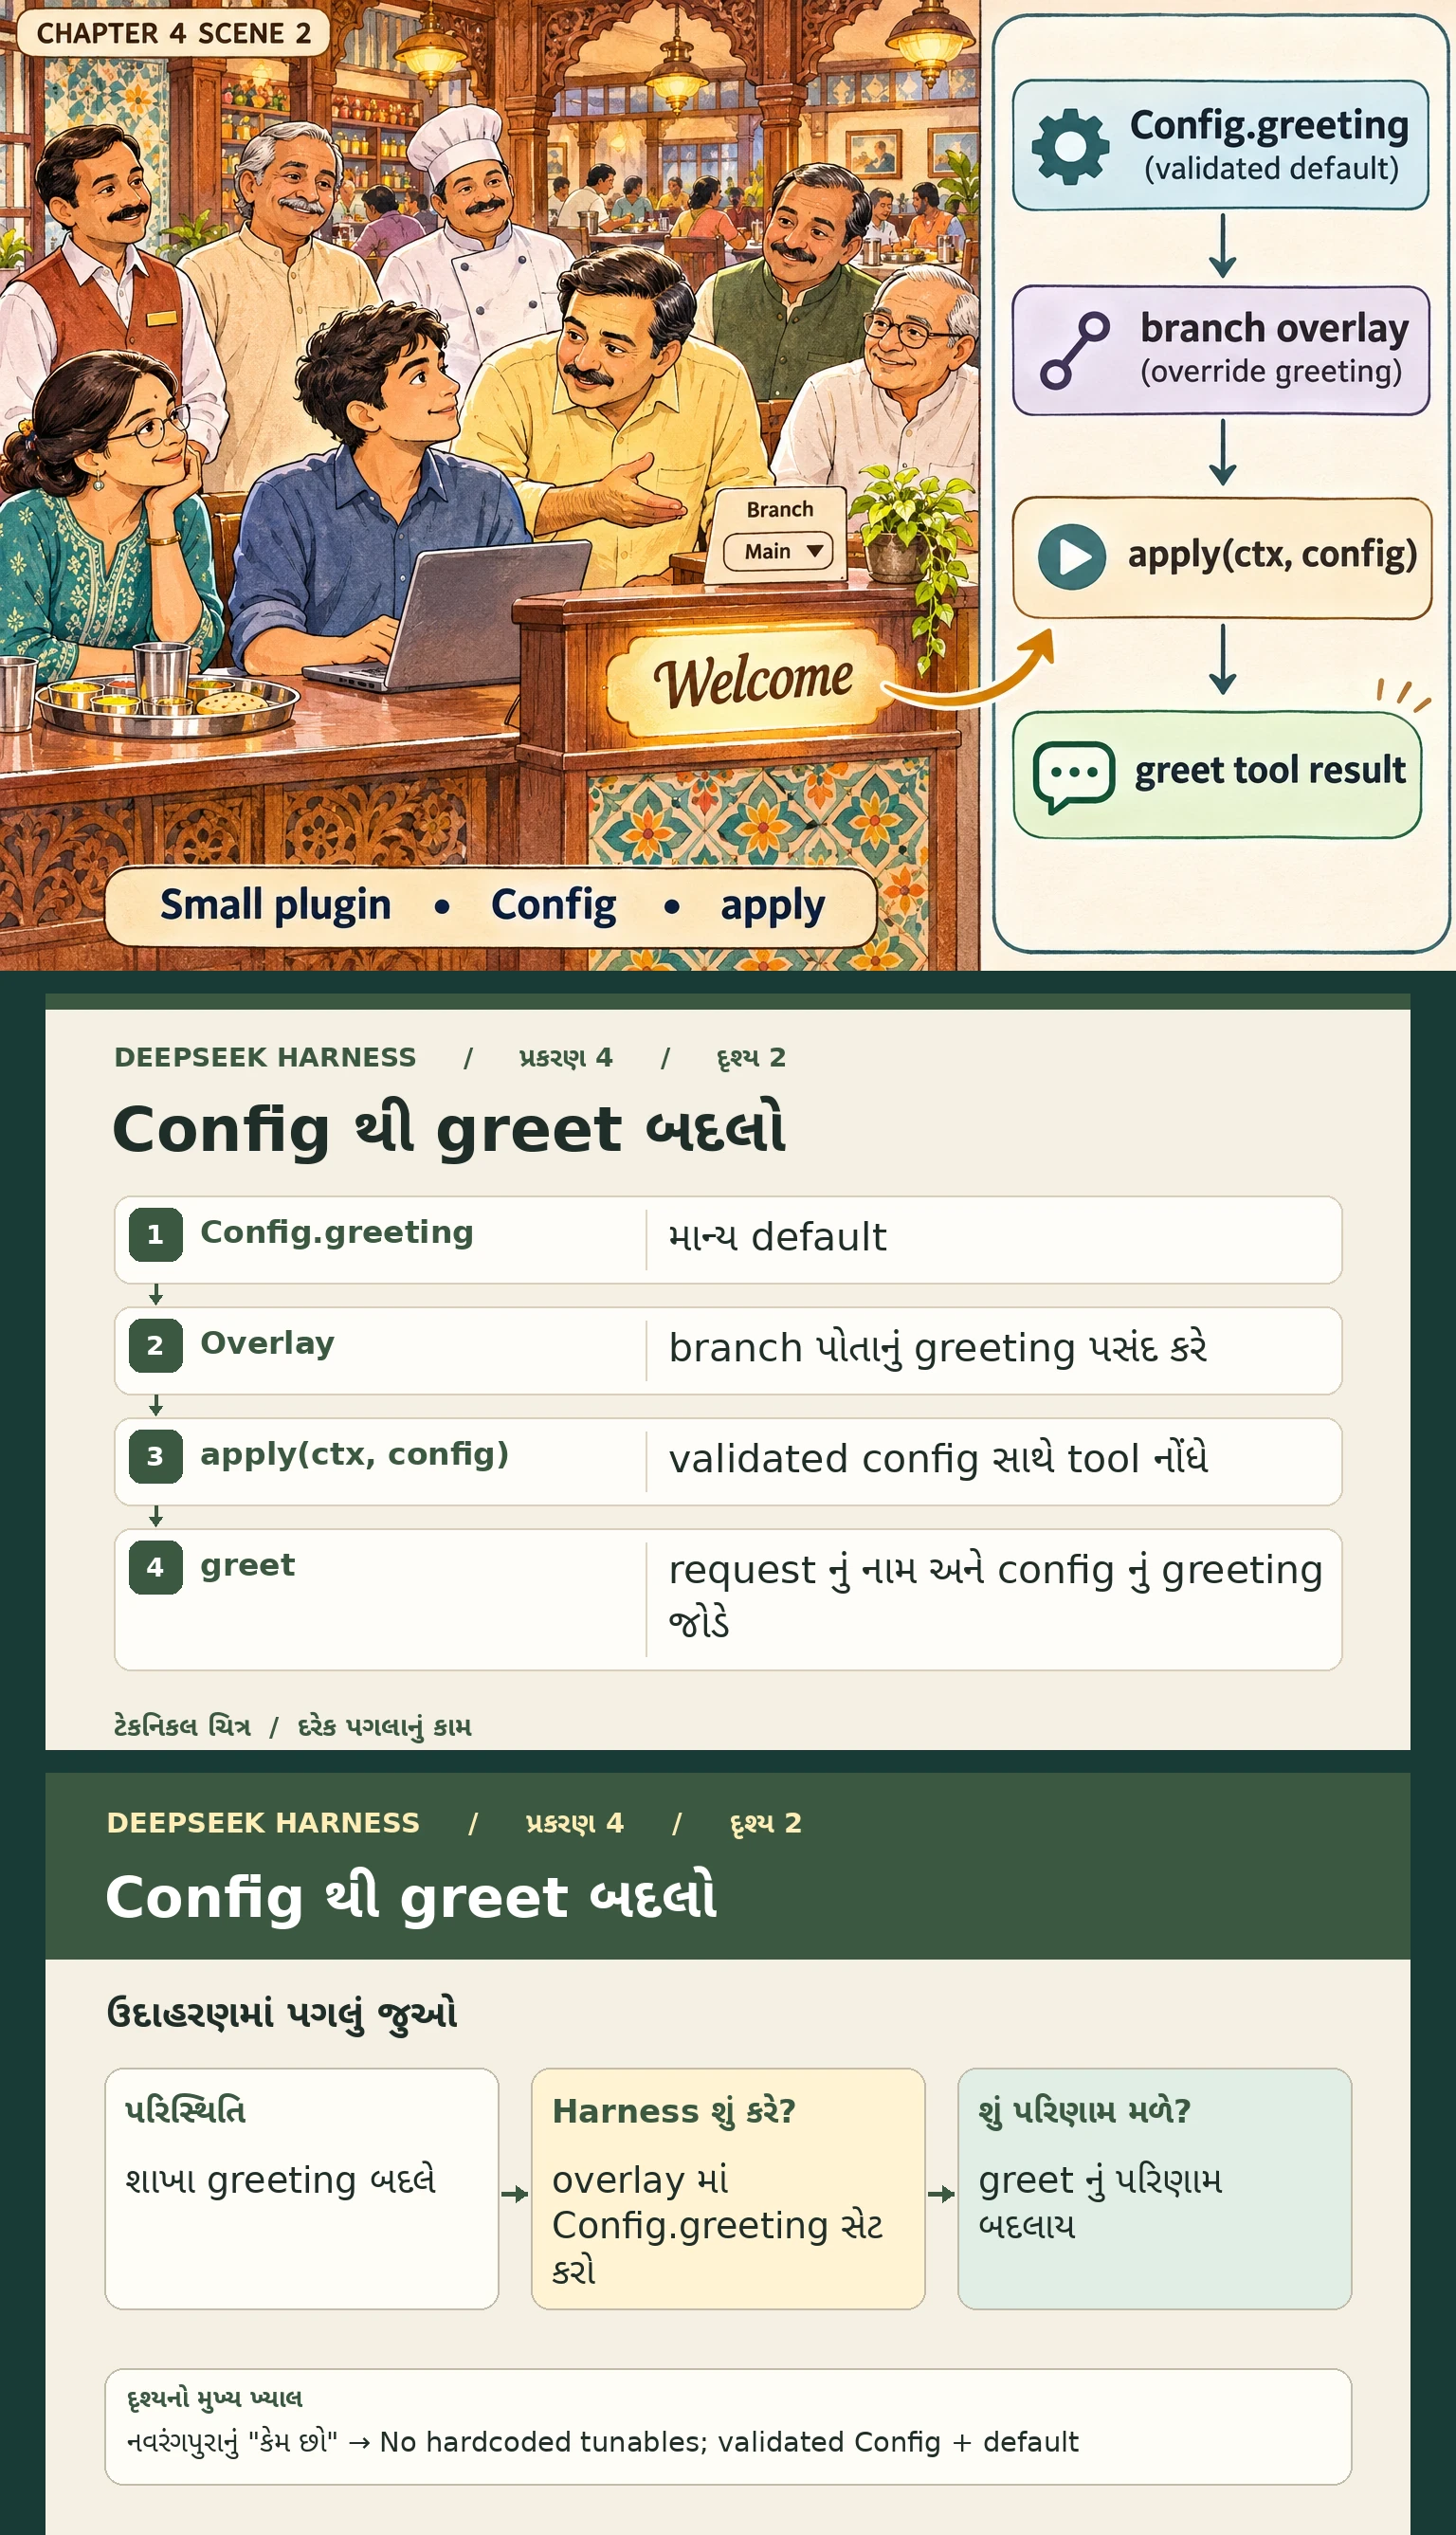 CHAPTER 4 SCENE 2
Branch
Main
Welcome
Small plugin • Config • apply
Config.greeting
(validated default)
branch overlay
(override greeting)
apply(ctx, config)
greet tool result
DEEPSEEK HARNESS / પ્રકરણ 4 / દૃશ્ય 2
Config થી greet બદલો
1 Config.greeting માન્ય default
2 Overlay branch પોતાનું greeting પસંદ કરે
3 apply(ctx, config) validated config સાથે tool નોંધે
4 greet request નું નામ અને config નું greeting
જોડે
ટેકનિકલ ચિત્ર / દરેક પગલાનું કામ
DEEPSEEK HARNESS / પ્રકરણ 4 / દૃશ્ય 2
Config થી greet બદલો
ઉદાહરણમાં પગલું જુઓ
પરિસ્થિતિ
શાખા greeting બદલે
Harness શું કરે?
overlay માં
Config.greeting સેટ
કરો
શું પરિણામ મળે?
greet નું પરિણામ
બદલાય
દૃશ્યનો મુખ્ય ખ્યાલ
નવરંગપુરાનું "કેમ છો" → No hardcoded tunables; validated Config + default